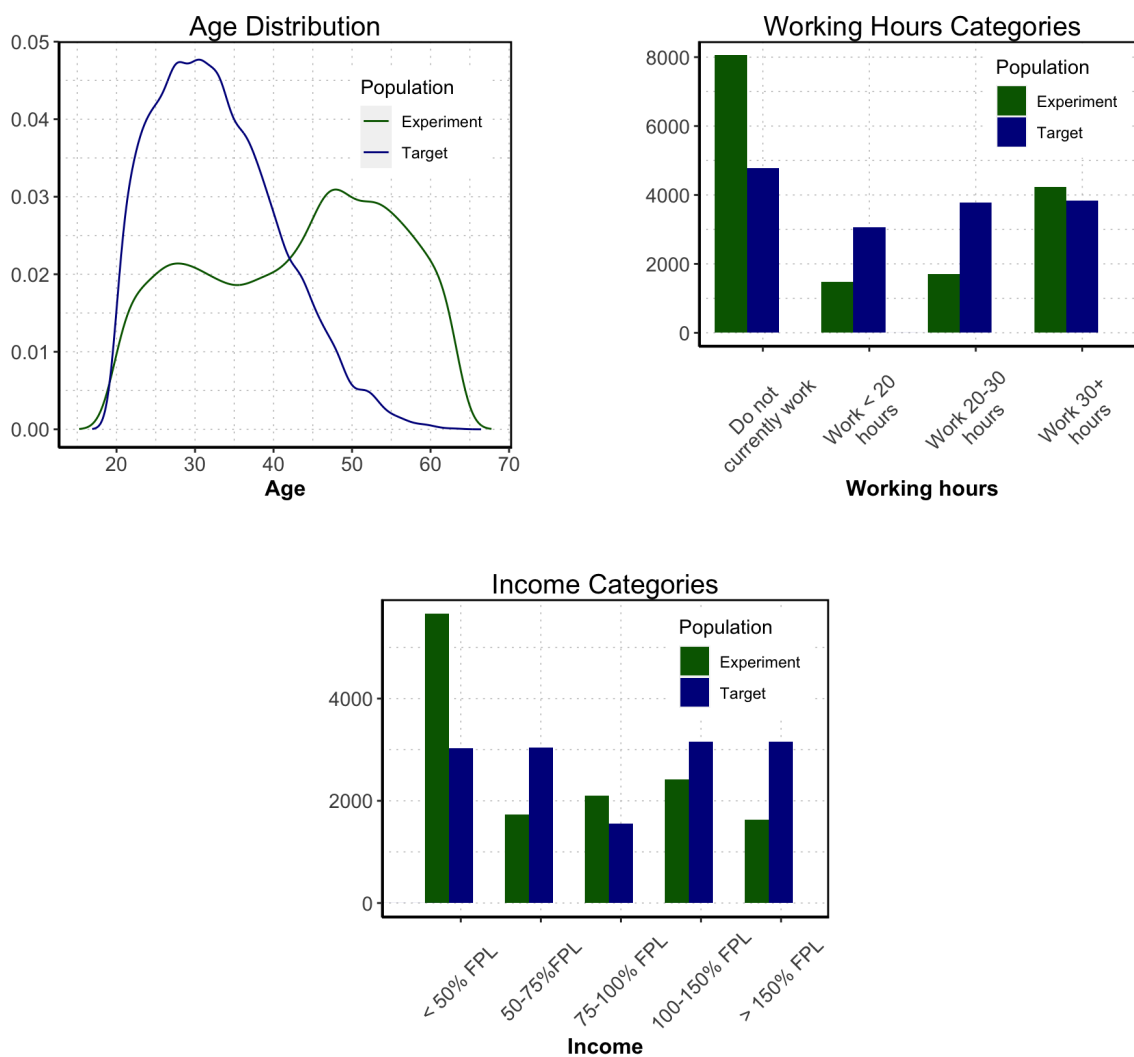 Age Distribution
0.05
0.04
0.03
0.02
0.01
0.00
Population
Experiment
Target
20 30 40 50 60 70
Age
Working Hours Categories
8000
6000
4000
2000
0
Population
Experiment
Target
Do not
currently work
Work < 20
hours
Work 20-30
hours
Work 30+
hours
Working hours
Income Categories
4000
2000
0
Population
Experiment
Target
< 50% FPL
50-75%FPL
75-100% FPL
100-150% FPL
> 150% FPL
Income